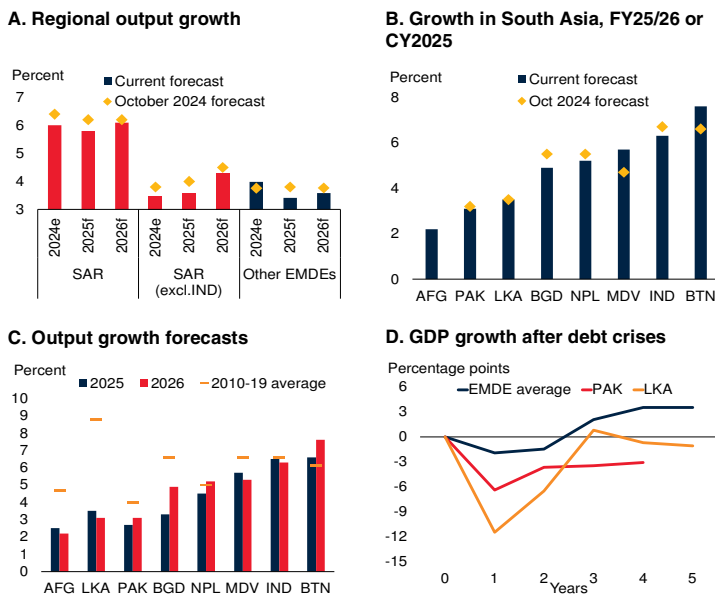 A. Regional output growth
Percent
Current forecast
October 2024 forecast
7
6
5
4
3
2024e
2025f
2026f
2024e
2025f
2026f
2024e
2025f
2026f
SAR
SAR
(excl.IND)
Other EMDEs
B. Growth in South Asia, FY25/26 or
CY2025
Percent
Current forecast
Oct 2024 forecast
8
6
4
2
0
AFG PAK LKA BGD NPL MDV IND BTN
C. Output growth forecasts
Percent
2025 2026 2010-19 average
10
9
8
7
6
5
4
3
2
1
0
AFG LKA PAK BGD NPL MDV IND BTN
D. GDP growth after debt crises
Percentage points
EMDE average PAK LKA
6
3
0
-3
-6
-9
-12
-15
0 1 2 3 4 5
Years